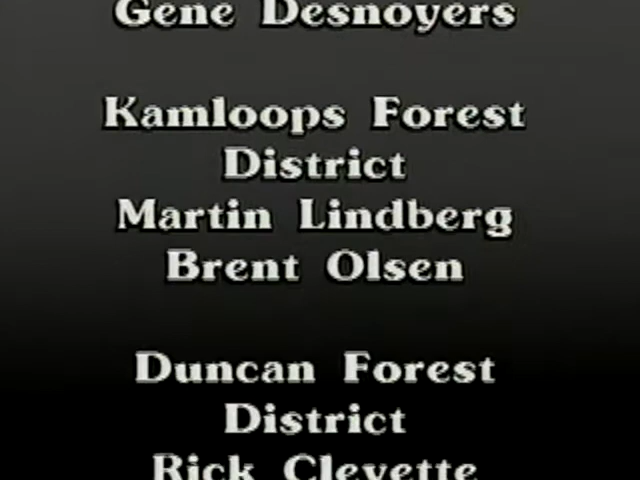 Gene Desnoyers
Kamloops Forest
District
Martin Lindberg
Brent Olsen
Duncan Forest
District
Rick Clevette